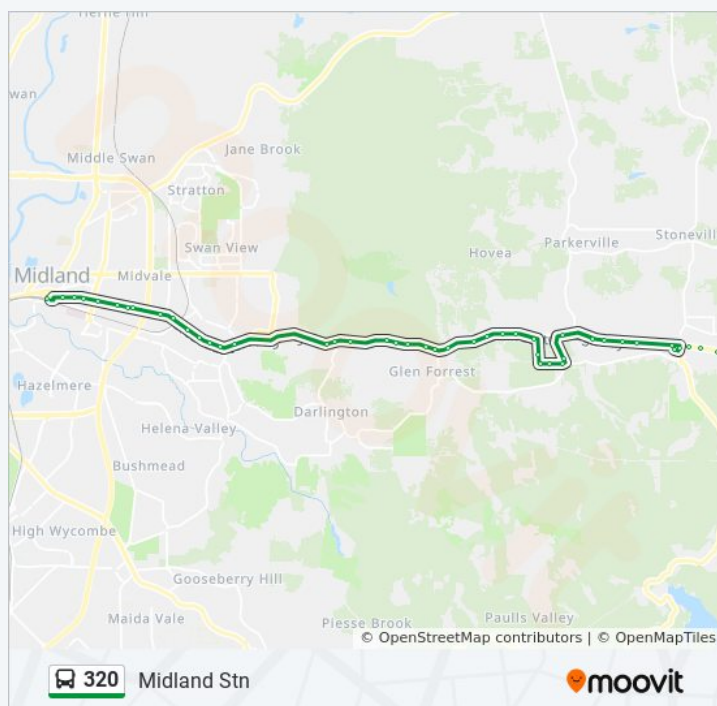 Herne Hill
wan
Middle Swan
Jane Brook
Stratton
Swan View
Midland
Midvale
Hovea
Parkerville
Stonevill
Hazelmere
Glen Forrest
Darlington
Helena Valley
Bushmead
High Wycombe
Gooseberry Hill
Maida Vale
Piesse Brook
Paulls Valley
© OpenStreetMap contributors | © OpenMapTiles
320 Midland Stn
moovit